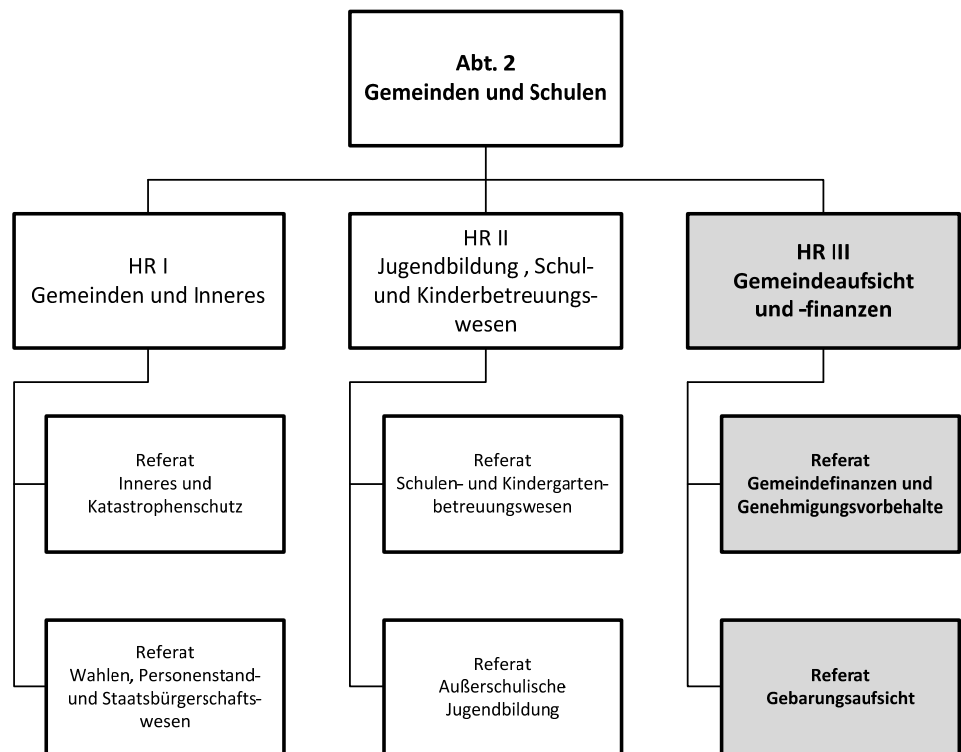 Abt. 2
Gemeinden und Schulen
HR I
Gemeinden und Inneres
HR II
Jugendbildung , Schul-
und Kinderbetreuungs-
wesen
HR III
Gemeindeaufsicht
und -finanzen
Referat
Inneres und
Katastrophenschutz
Referat
Schulen- und Kindergarten-
betreuungswesen
Referat
Gemeindefinanzen und
Genehmigungsvorbehalte
Referat
Wahlen, Personenstand-
und Staatsbürgerschafts-
wesen
Referat
Außerschulische
Jugendbildung
Referat
Gebarungsaufsicht